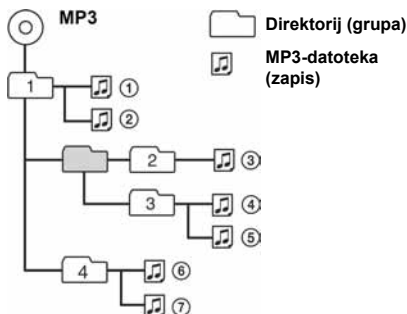 MP3
Direktorij (grupa)
MP3-datoteka
(zapis)
1
①
②
2
③
3
④
⑤
4
⑥
⑦